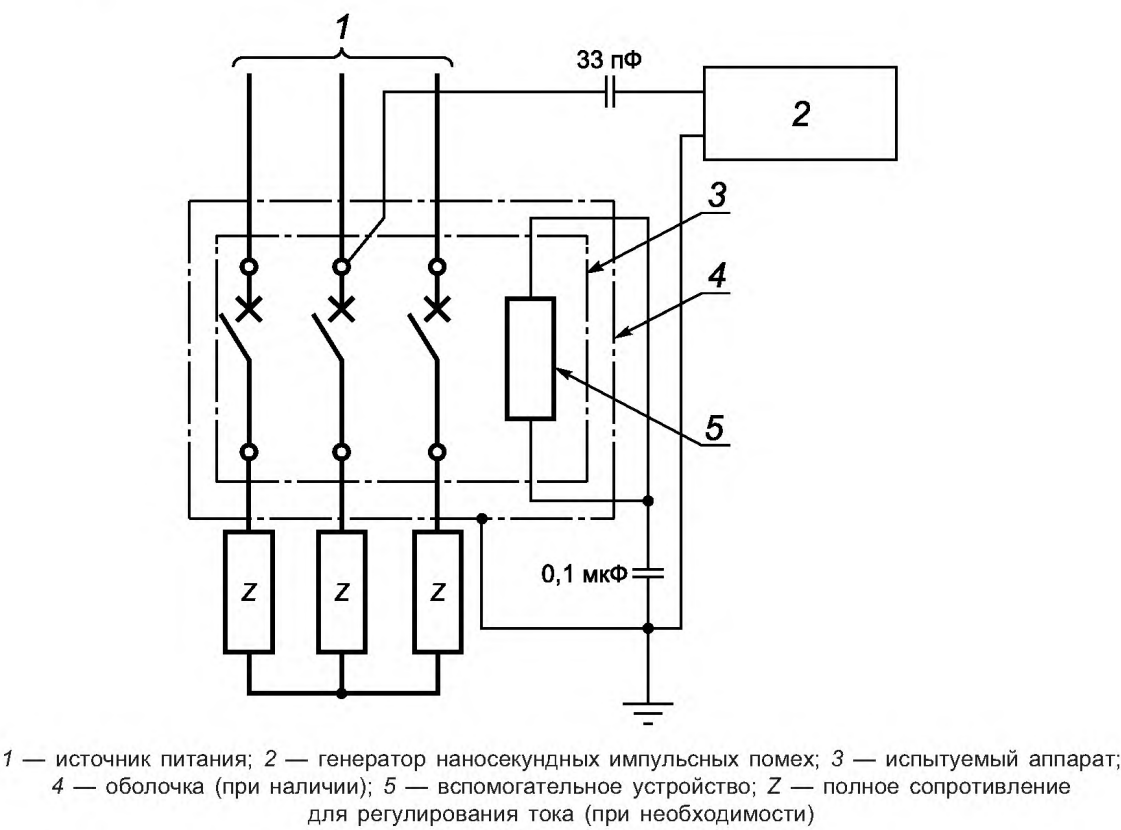 1
33 пФ
2
3
4
5
0,1 мкФ
Z Z Z
1 — источник питания; 2 — генератор наносекундных импульсных помех; 3 — испытуемый аппарат;
4 — оболочка (при наличии); 5 — вспомогательное устройство; Z — полное сопротивление
для регулирования тока (при необходимости)